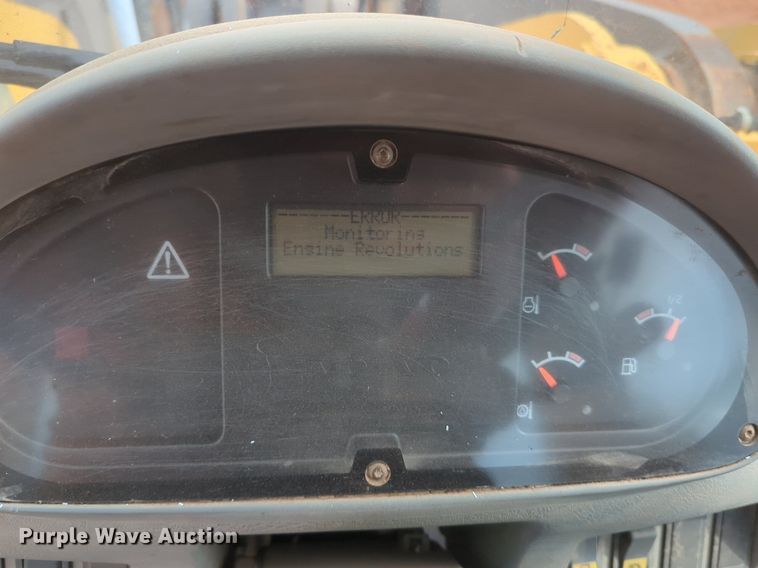 ------ERROR------
Monitoring
Engine Revolutions
1/2
Purple Wave Auction